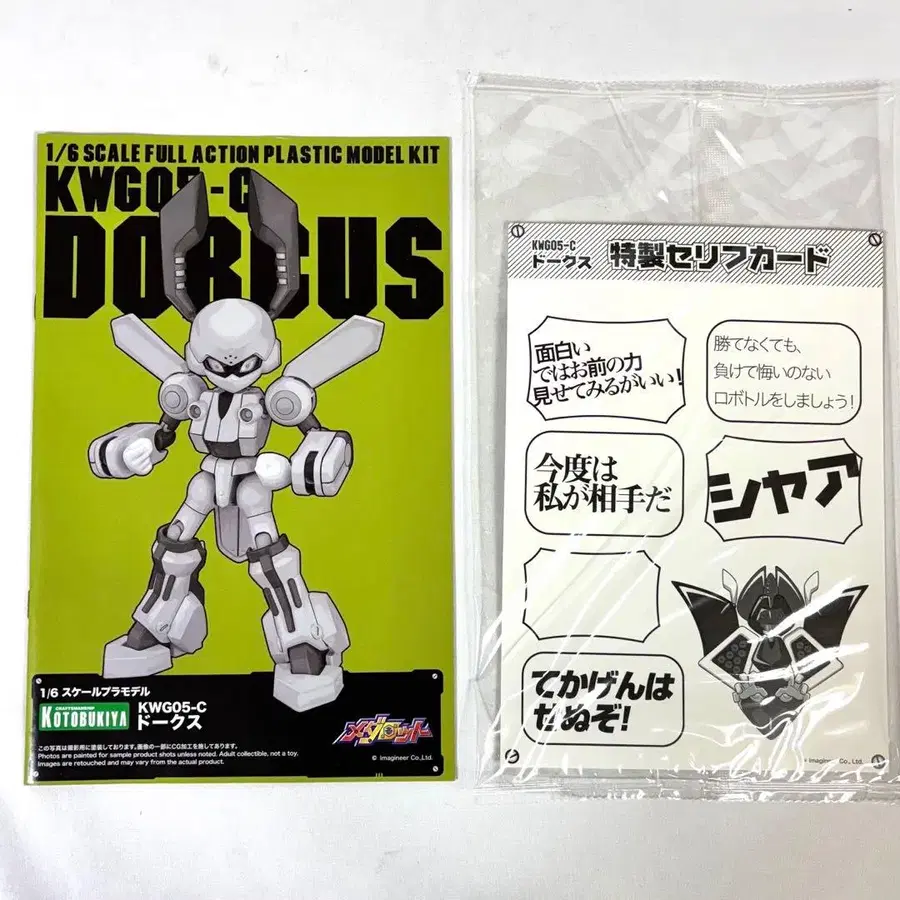 1/6 SCALE FULL ACTION PLASTIC MODEL KIT
KWG05-C
DORCUS
1/6 スケールプラモデル
CRAFTSMANSHIP
KOTOBUKIYA
KWG05-C
ドークス
メダロット
この写真は撮影用に塗装しております。画像の一部にCG加工を施してあります。
Photos are painted for sample product shots unless noted. Adult collectible, not a toy.
Images are retouched and may vary from the actual product.
© Imagineer Co.,Ltd.
KWG05-C
ドークス
特製セリフカード
面白い
ではお前の力
見せてみるがいい!
勝てなくても、
負けて悔いのない
ロボトルをしましょう!
今度は
私が相手だ
シャア
てかげんは
せぬぞ!
© Imagineer Co., Ltd.